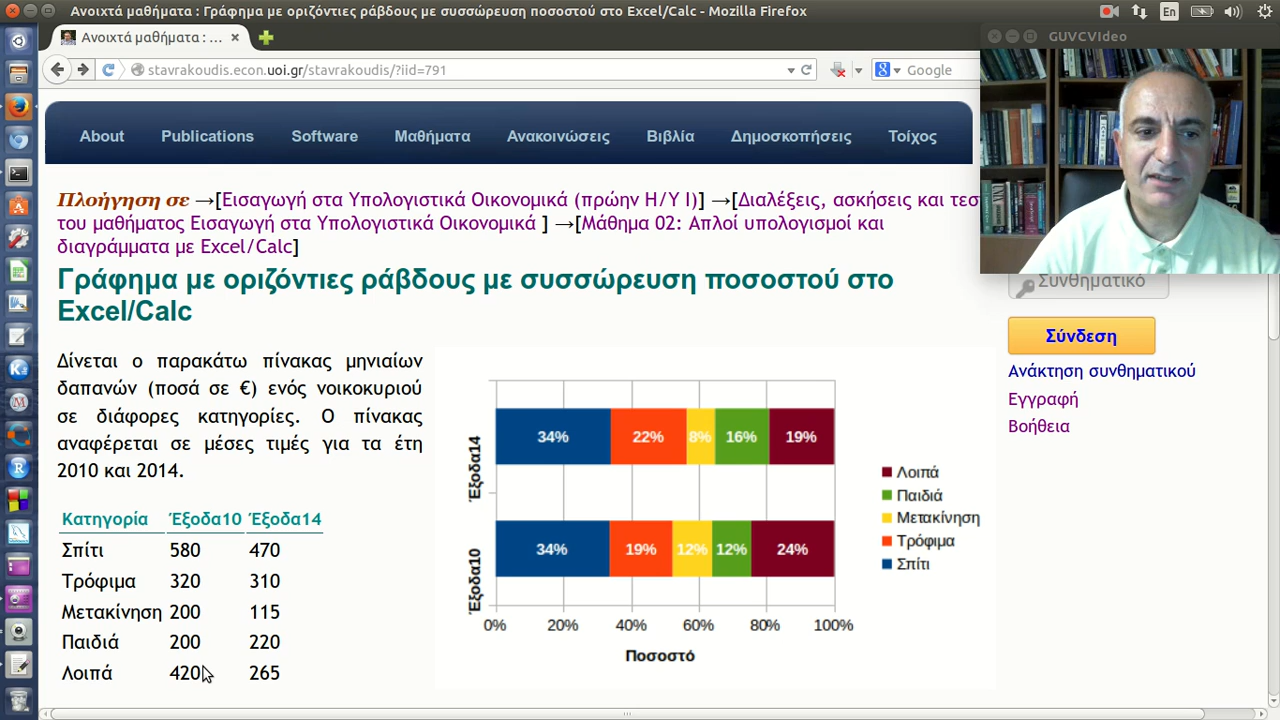 Ανοιχτά μαθήματα : Γράφημα με οριζόντιες ράβδους με συσσώρευση ποσοστού στο Excel/Calc - Mozilla Firefox
En
Ανοιχτά μαθήματα : ...
GUVCVIdeo
stavrakoudis.econ.uoi.gr/stavrakoudis/?iid=791
Google
About Publications Software Μαθήματα Ανακοινώσεις Βιβλία Δημοσκοπήσεις Τοίχος
Πλοήγηση σε →[Εισαγωγή στα Υπολογιστικά Οικονομικά (πρώην Η/Υ Ι)] →[Διαλέξεις, ασκήσεις και τεσ
του μαθήματος Εισαγωγή στα Υπολογιστικά Οικονομικά ] →[Μάθημα 02: Απλοί υπολογισμοί και
διαγράμματα με Excel/Calc]
Γράφημα με οριζόντιες ράβδους με συσσώρευση ποσοστού στο
Excel/Calc
Συνθηματικό
Σύνδεση
Ανάκτηση συνθηματικού
Εγγραφή
Βοήθεια
Δίνεται ο παρακάτω πίνακας μηνιαίων
δαπανών (ποσά σε €) ενός νοικοκυριού
σε διάφορες κατηγορίες. Ο πίνακας
αναφέρεται σε μέσες τιμές για τα έτη
2010 και 2014.
Κατηγορία Έξοδα10 Έξοδα14
Σπίτι 580 470
Τρόφιμα 320 310
Μετακίνηση 200 115
Παιδιά 200 220
Λοιπά 420 265
Έξοδα14
34% 22% 8% 16% 19%
Έξοδα10
34% 19% 12% 12% 24%
0% 20% 40% 60% 80% 100%
Ποσοστό
Λοιπά
Παιδιά
Μετακίνηση
Τρόφιμα
Σπίτι